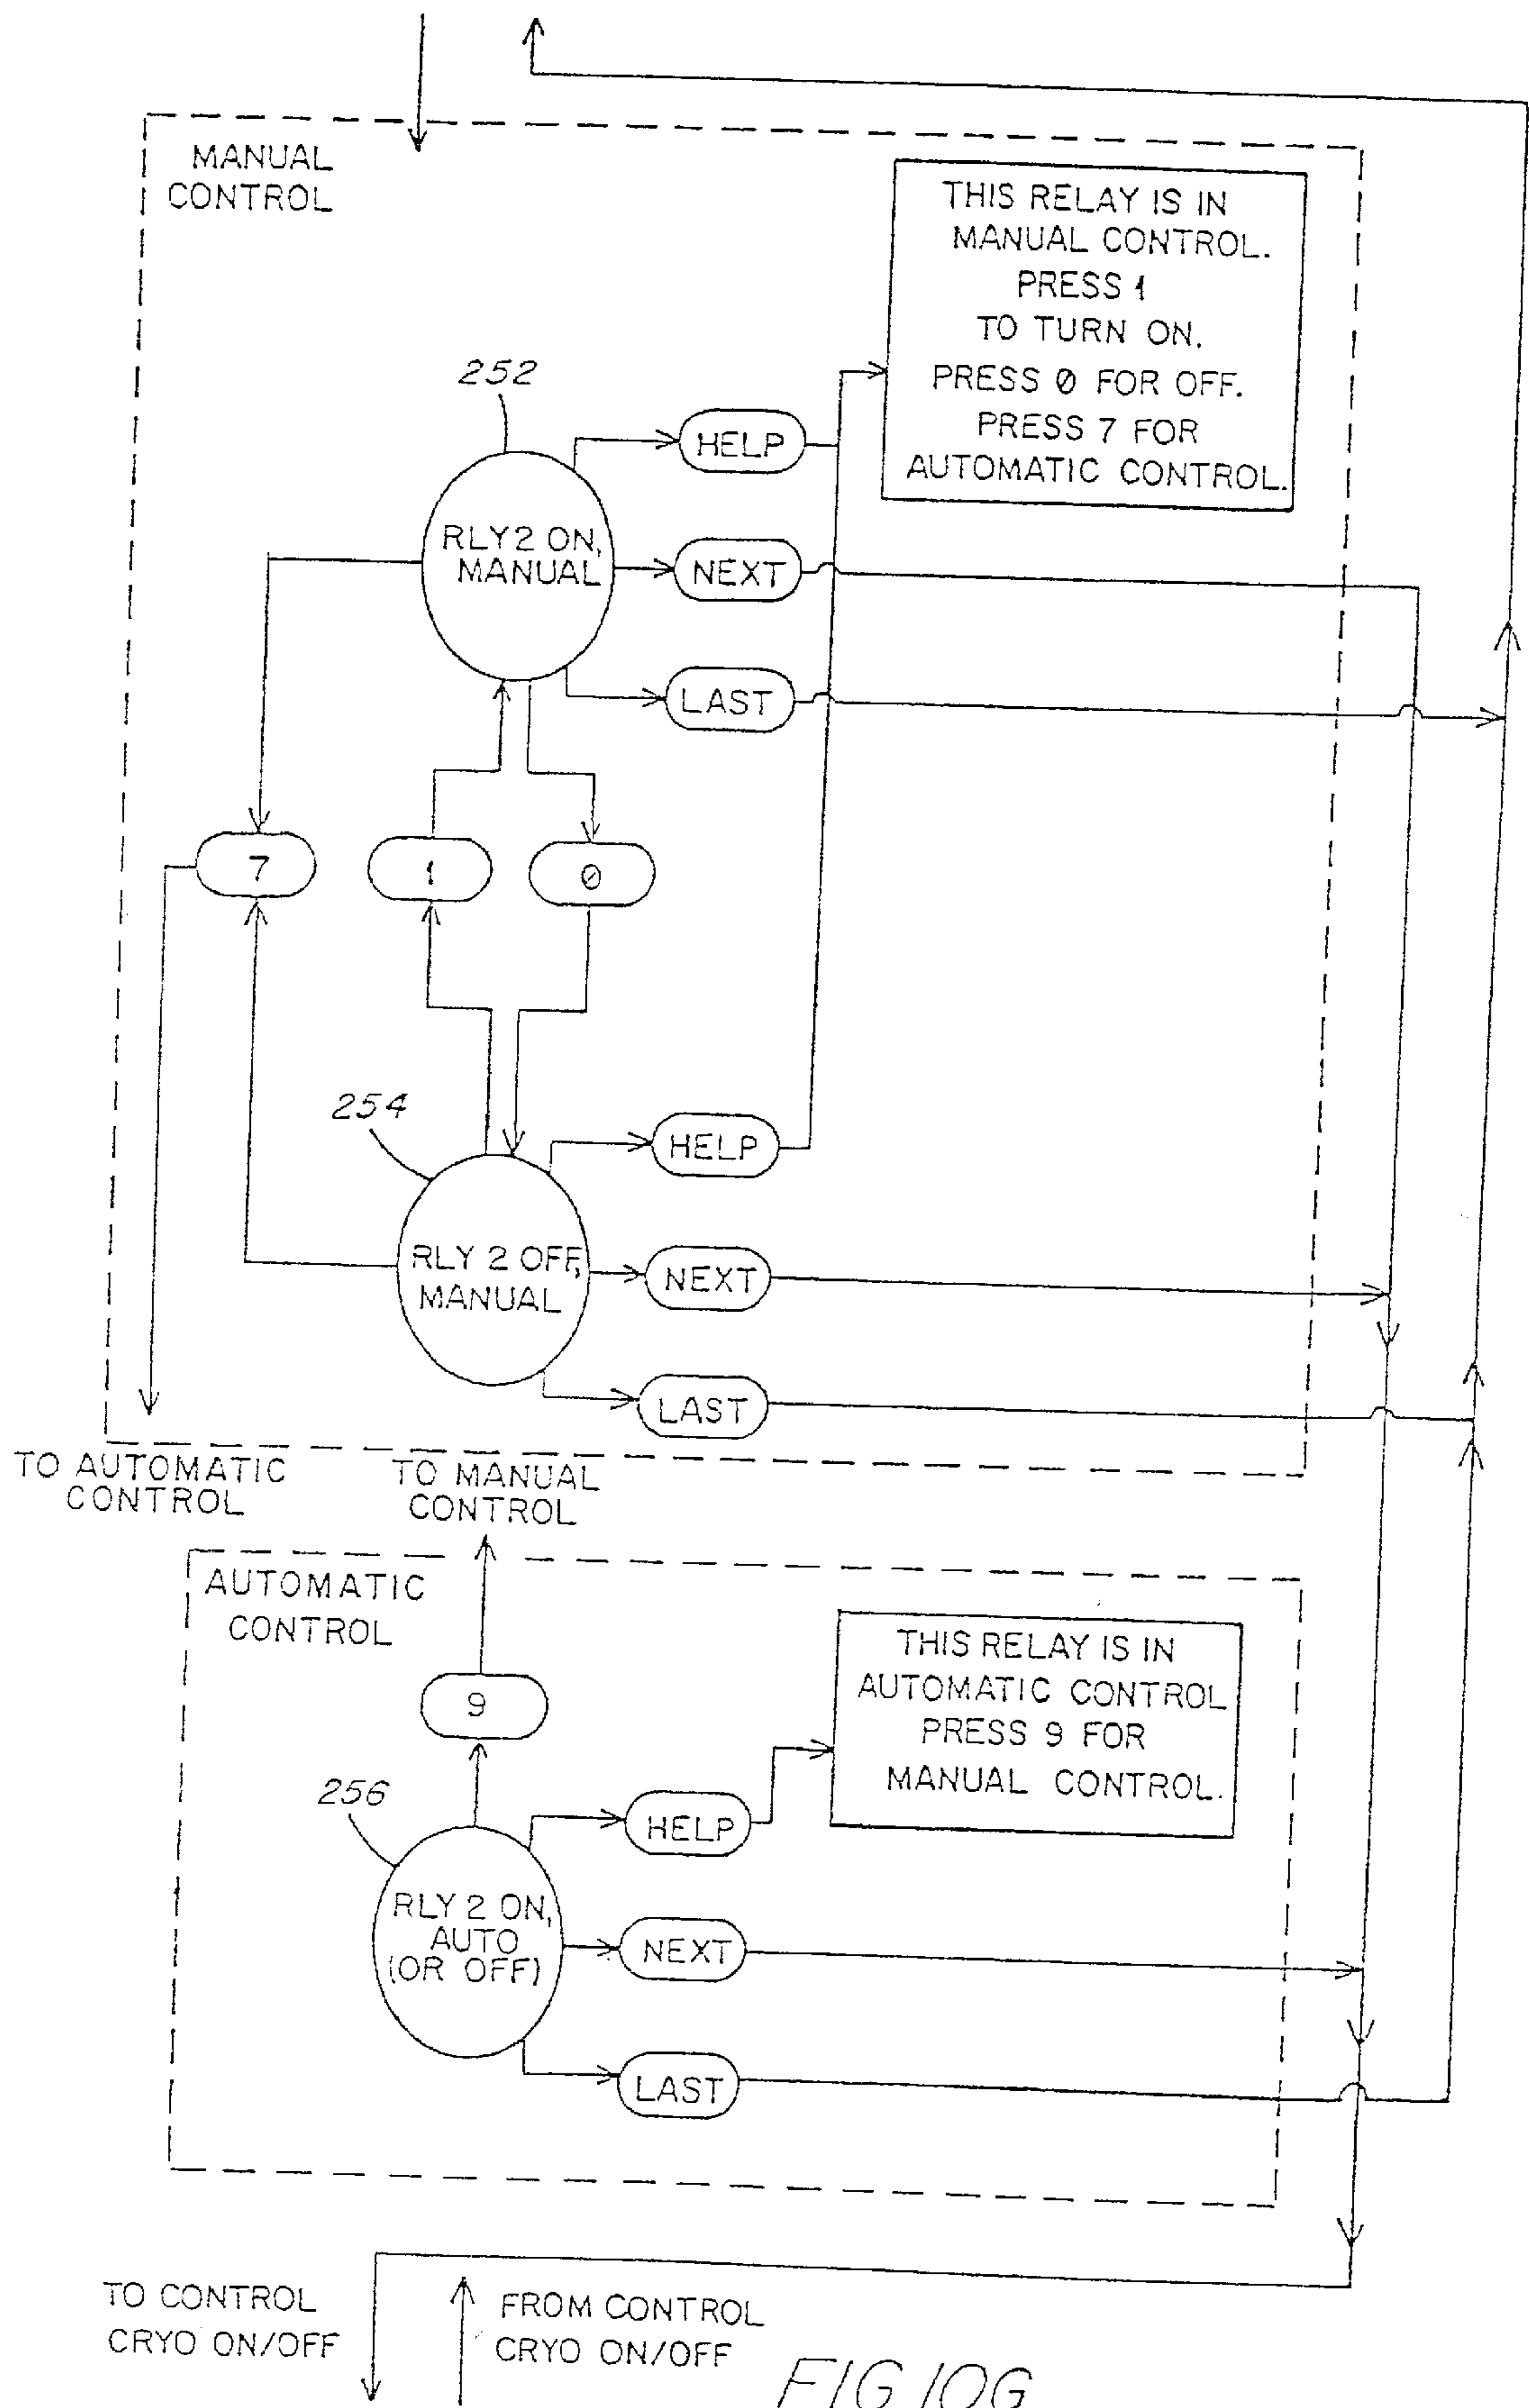 MANUAL
CONTROL
THIS RELAY IS IN
MANUAL CONTROL.
PRESS 1
TO TURN ON.
PRESS 0 FOR OFF.
PRESS 7 FOR
AUTOMATIC CONTROL.
252
HELP
RLY2 ON,
MANUAL
NEXT
LAST
7
1
0
254
HELP
RLY 2 OFF,
MANUAL
NEXT
LAST
TO AUTOMATIC
CONTROL
TO MANUAL
CONTROL
AUTOMATIC
CONTROL
THIS RELAY IS IN
AUTOMATIC CONTROL
PRESS 9 FOR
MANUAL CONTROL.
9
256
HELP
RLY 2 ON,
AUTO
(OR OFF)
NEXT
LAST
TO CONTROL
CRYO ON/OFF
FROM CONTROL
CRYO ON/OFF
FIG 10G